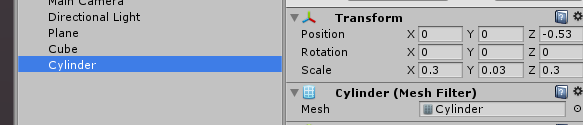 Main Camera
Directional Light
Plane
Cube
Cylinder
Transform
Position X 0 Y 0 Z -0.53
Rotation X 0 Y 0 Z 0
Scale X 0.3 Y 0.03 Z 0.3
Cylinder (Mesh Filter)
Mesh Cylinder